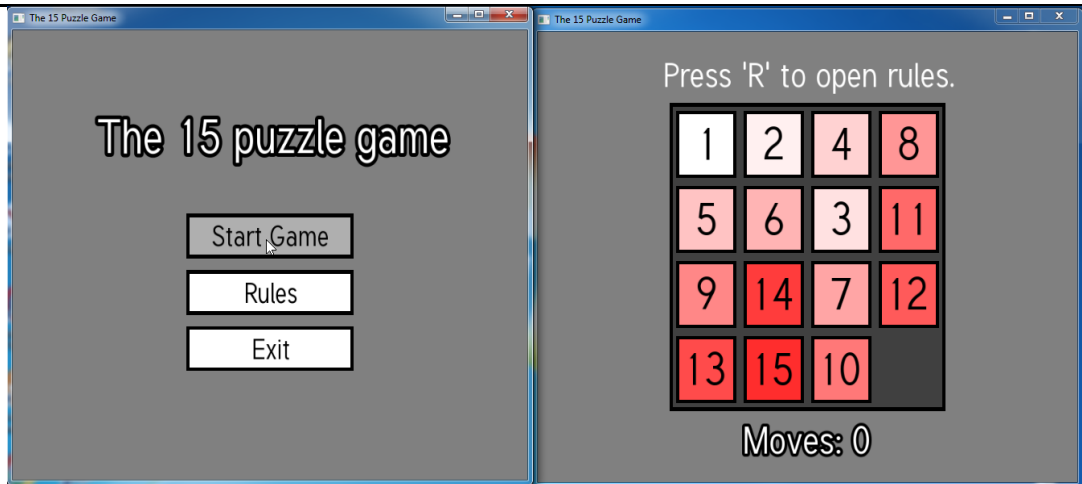 The 15 Puzzle Game
The 15 puzzle game
Start Game
Rules
Exit
The 15 Puzzle Game
Press 'R' to open rules.
1 2 4 8
5 6 3 11
9 14 7 12
13 15 10
Moves: 0